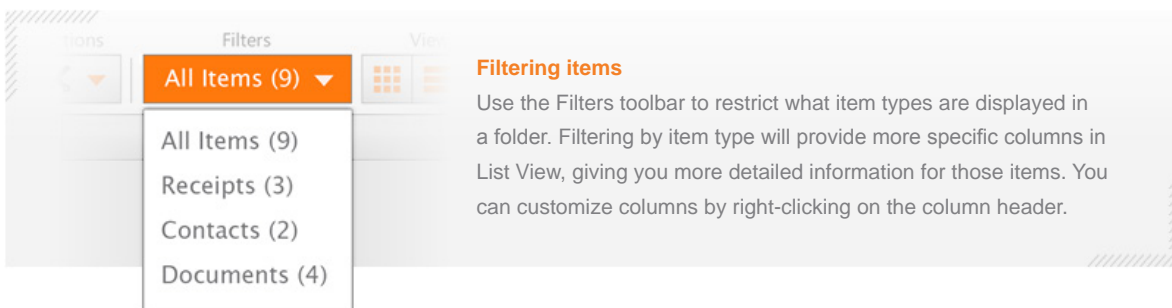 Filters
All Items (9)
All Items (9)
Receipts (3)
Contacts (2)
Documents (4)
Filtering items
Use the Filters toolbar to restrict what item types are displayed in
a folder. Filtering by item type will provide more specific columns in
List View, giving you more detailed information for those items. You
can customize columns by right-clicking on the column header.